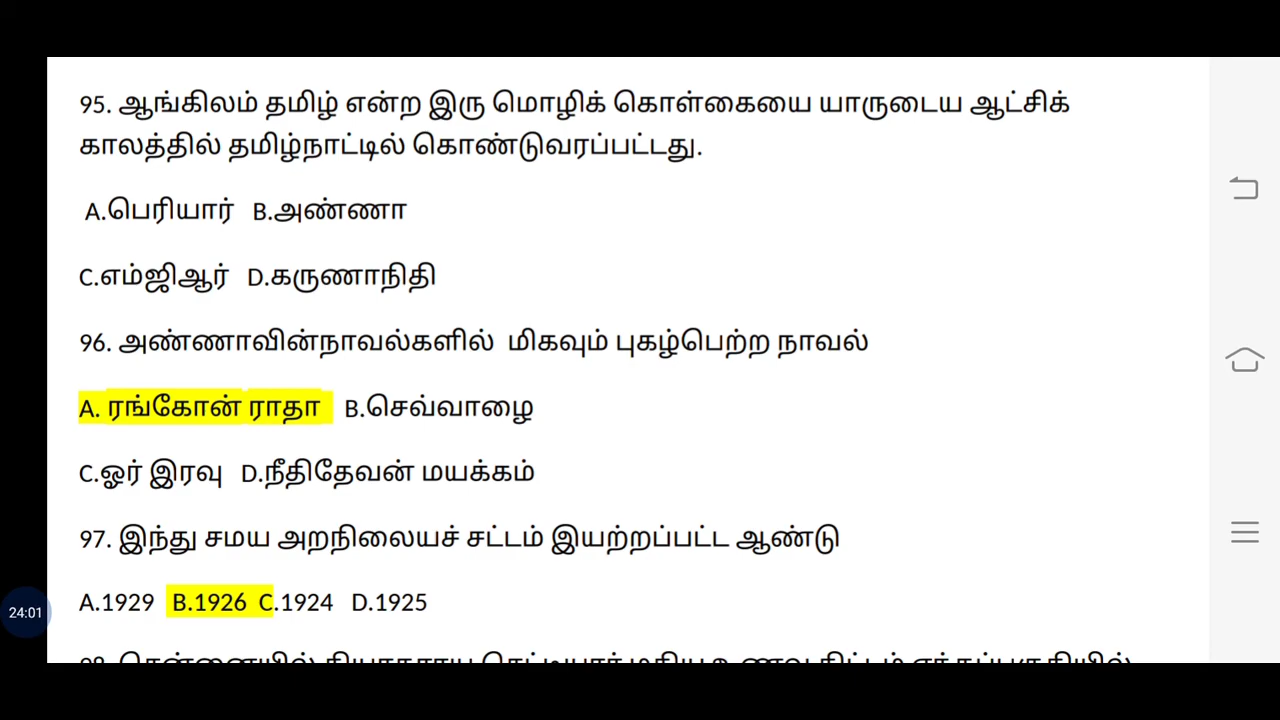 95. ஆங்கிலம் தமிழ் என்ற இரு மொழிக் கொள்கையை யாருடைய ஆட்சிக்
காலத்தில் தமிழ்நாட்டில் கொண்டுவரப்பட்டது.
A.பெரியார் B.அண்ணா
C.எம்ஜிஆர் D.கருணாநிதி
96. அண்ணாவின்நாவல்களில் மிகவும் புகழ்பெற்ற நாவல்
A. ரங்கோன் ராதா B.செவ்வாழை
C.ஓர் இரவு D.நீதிதேவன் மயக்கம்
97. இந்து சமய அறநிலையச் சட்டம் இயற்றப்பட்ட ஆண்டு
A.1929 B.1926 C.1924 D.1925
24:01